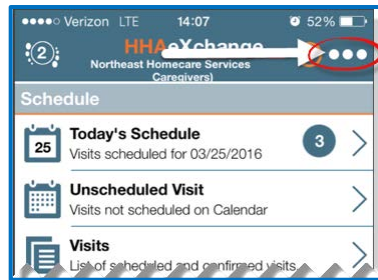 Verizon LTE 14:07 52%
2 HHAeXchange
Northeast Homecare Services
Caregivers)
Schedule
Today's Schedule
25 Visits scheduled for 03/25/2016 3
Unscheduled Visit
Visits not scheduled on Calendar
Visits
List of scheduled and confirmed visits